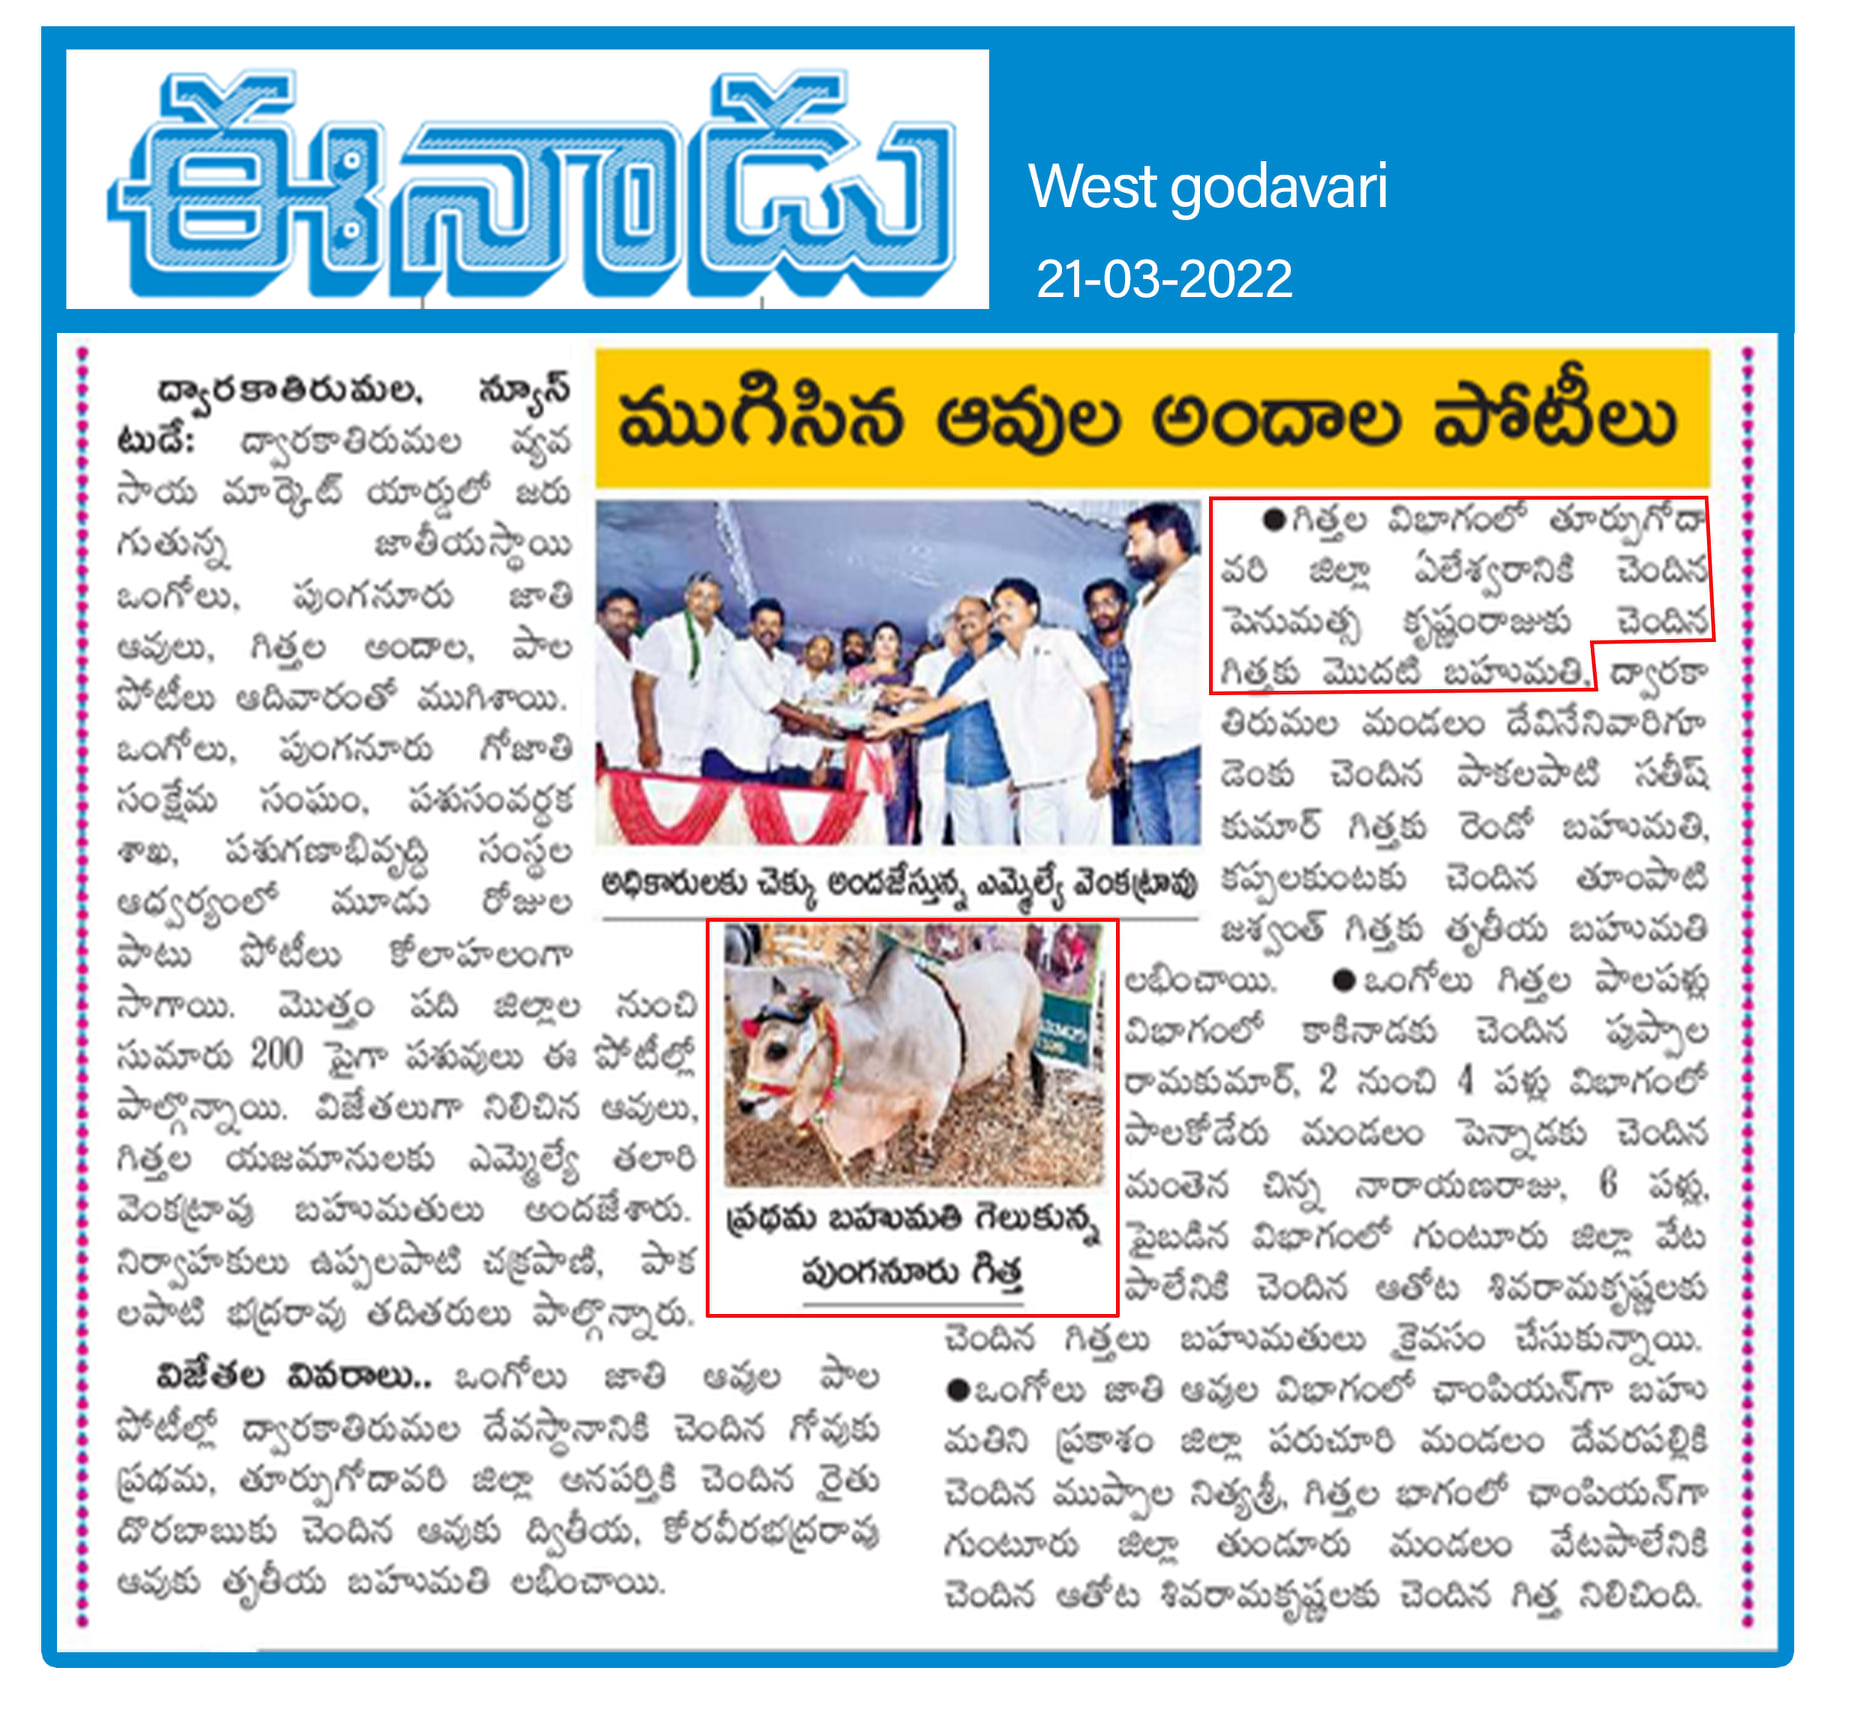 ఈనాడు
West godavari
21-03-2022
ముగిసిన ఆవుల అందాల పోటీలు
ద్వారకాతిరుమల, న్యూస్
టుడే: ద్వారకాతిరుమల వ్యవ
సాయ మార్కెట్ యార్డులో జరు
గుతున్న జాతీయస్థాయి
ఒంగోలు, పుంగనూరు జాతి
ఆవులు, గిత్తల అందాల, పాల
పోటీలు ఆదివారంతో ముగిశాయి.
ఒంగోలు, పుంగనూరు గోజాతి
సంక్షేమ సంఘం, పశుసంవర్థక
శాఖ, పశుగణాభివృద్ధి సంస్థల
ఆధ్వర్యంలో మూడు రోజుల
పాటు పోటీలు కోలాహలంగా
సాగాయి. మొత్తం పది జిల్లాల నుంచి
సుమారు 200 పైగా పశువులు ఈ పోటీల్లో
పాల్గొన్నాయి. విజేతలుగా నిలిచిన ఆవులు,
గిత్తల యజమానులకు ఎమ్మెల్యే తలారి
వెంకట్రావు బహుమతులు అందజేశారు.
నిర్వాహకులు ఉప్పలపాటి చక్రపాణి, పాక
లపాటి భద్రరావు తదితరులు పాల్గొన్నారు.
విజేతల వివరాలు.. ఒంగోలు జాతి ఆవుల పాల
పోటీల్లో ద్వారకాతిరుమల దేవస్థానానికి చెందిన గోవుకు
ప్రథమ, తూర్పుగోదావరి జిల్లా అనపర్తికి చెందిన రైతు
దొరబాబుకు చెందిన ఆవుకు ద్వితీయ, కోరవీరభద్రరావు
ఆవుకు తృతీయ బహుమతి లభించాయి.
అధికారులకు చెక్కు అందజేస్తున్న ఎమ్మెల్యే వెంకట్రావు
ప్రథమ బహుమతి గెలుకున్న
పుంగనూరు గిత్త
●గిత్తల విభాగంలో తూర్పుగోదా
వరి జిల్లా ఏలేశ్వరానికి చెందిన
పెనుమత్స కృష్ణంరాజుకు చెందిన
గిత్తకు మొదటి బహుమతి, ద్వారకా
తిరుమల మండలం దేవినేనివారిగూ
డెంకు చెందిన పాకలపాటి సతీష్
కుమార్ గిత్తకు రెండో బహుమతి,
కప్పలకుంటకు చెందిన తూంపాటి
జశ్వంత్ గిత్తకు తృతీయ బహుమతి
లభించాయి. ●ఒంగోలు గిత్తల పాలపళ్లు
విభాగంలో కాకినాడకు చెందిన పుప్పాల
రామకుమార్, 2 నుంచి 4 పళ్లు విభాగంలో
పాలకోడేరు మండలం పెన్నాడకు చెందిన
మంతెన చిన్న నారాయణరాజు, 6 పళ్లు,
పైబడిన విభాగంలో గుంటూరు జిల్లా వేట
పాలేనికి చెందిన ఆతోట శివరామకృష్ణలకు
చెందిన గిత్తలు బహుమతులు కైవసం చేసుకున్నాయి.
●ఒంగోలు జాతి ఆవుల విభాగంలో ఛాంపియన్‌గా బహు
మతిని ప్రకాశం జిల్లా పరుచూరి మండలం దేవరపల్లికి
చెందిన ముప్పాల నిత్యశ్రీ, గిత్తల భాగంలో ఛాంపియన్‌గా
గుంటూరు జిల్లా తుండూరు మండలం వేటపాలేనికి
చెందిన ఆతోట శివరామకృష్ణలకు చెందిన గిత్త నిలిచింది.